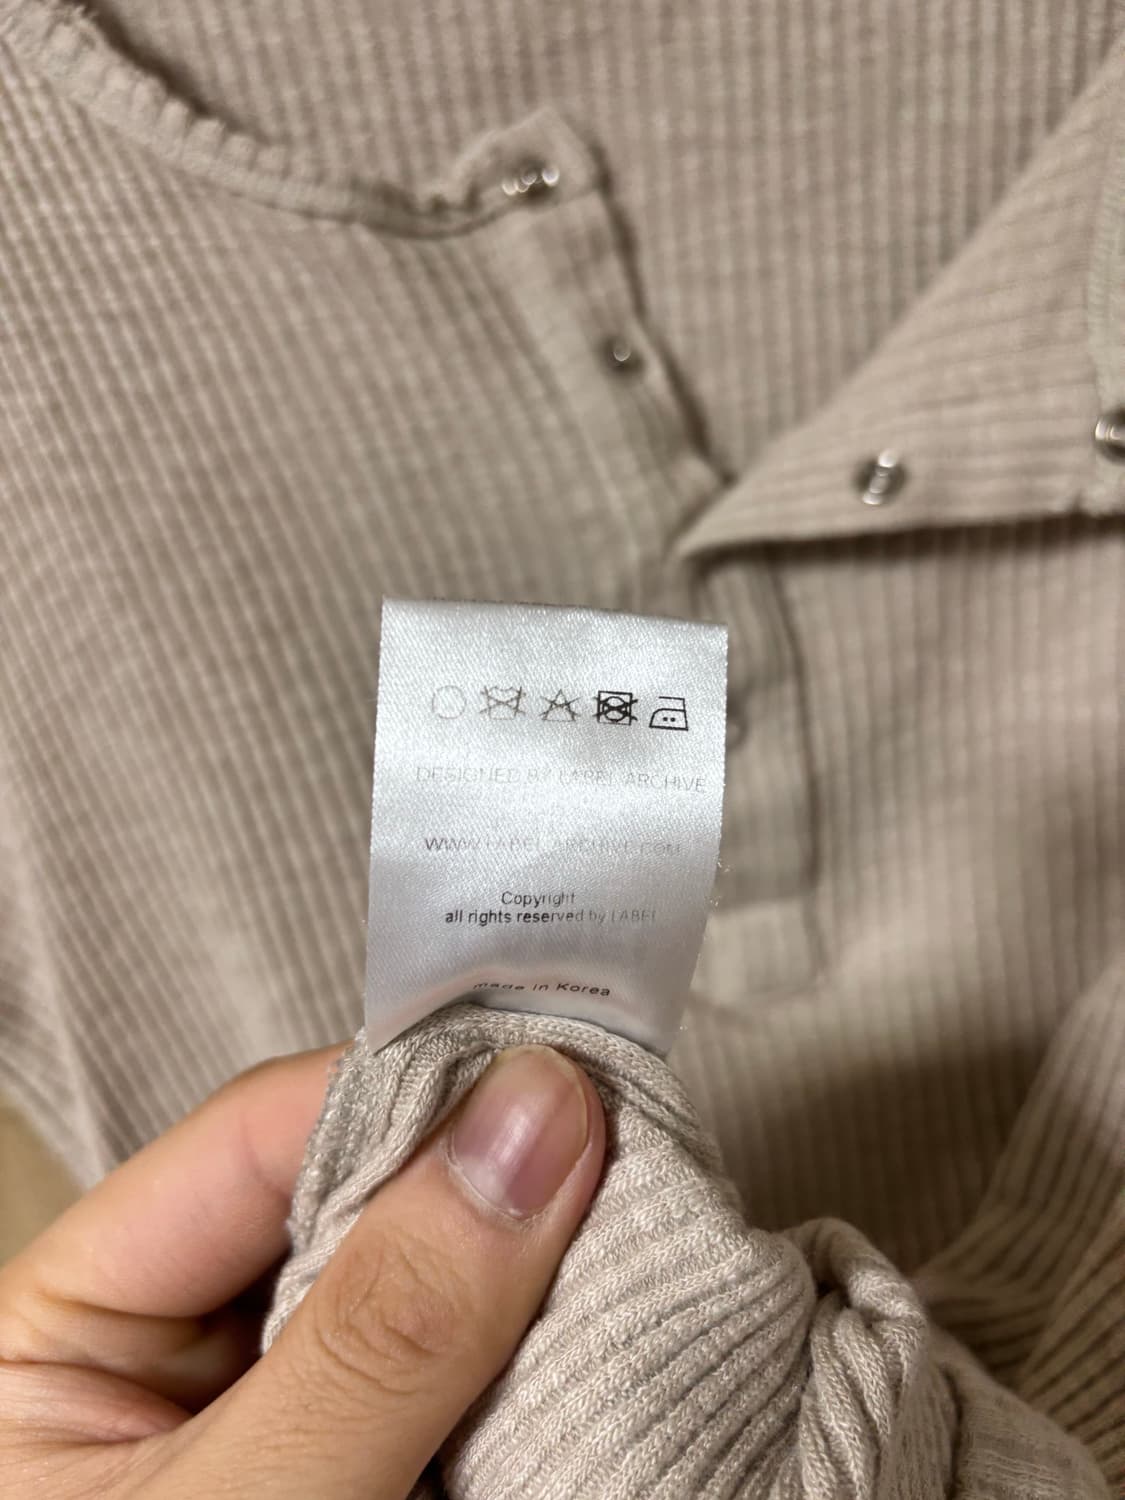 DESIGNED BY LABEL ARCHIVE
WWW.LABELARCHIVE.COM
Copyright
all rights reserved by LABEL
made in Korea